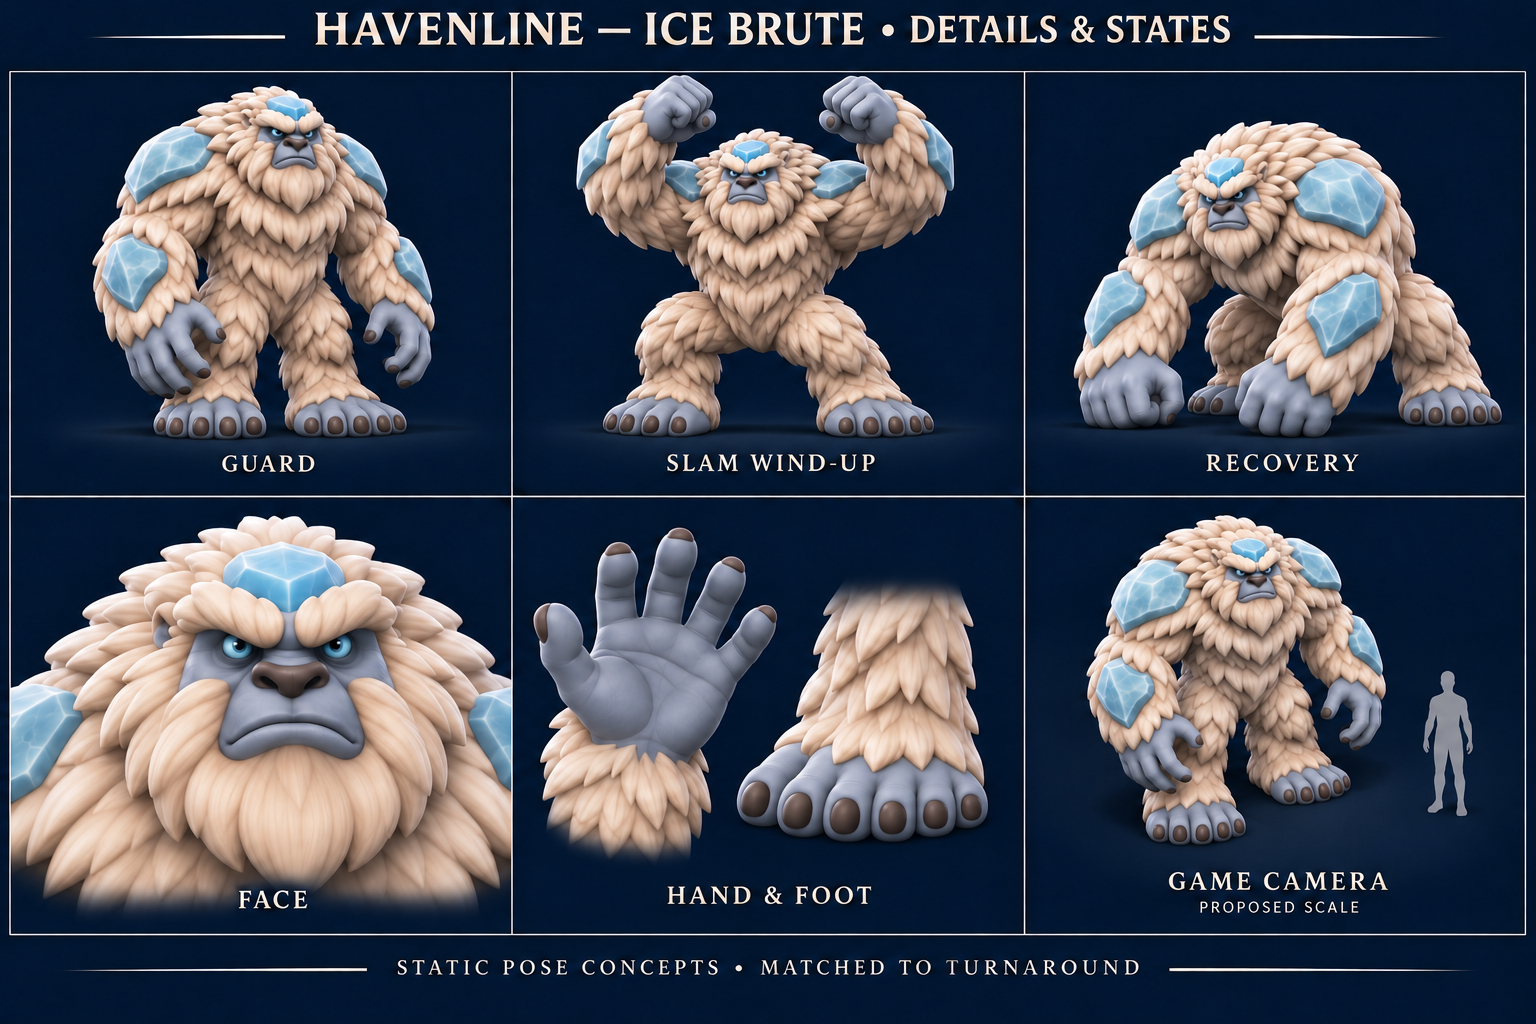 HAVENLINE — ICE BRUTE • DETAILS & STATES
GUARD
SLAM WIND-UP
RECOVERY
FACE
HAND & FOOT
GAME CAMERA
PROPOSED SCALE
STATIC POSE CONCEPTS • MATCHED TO TURNAROUND